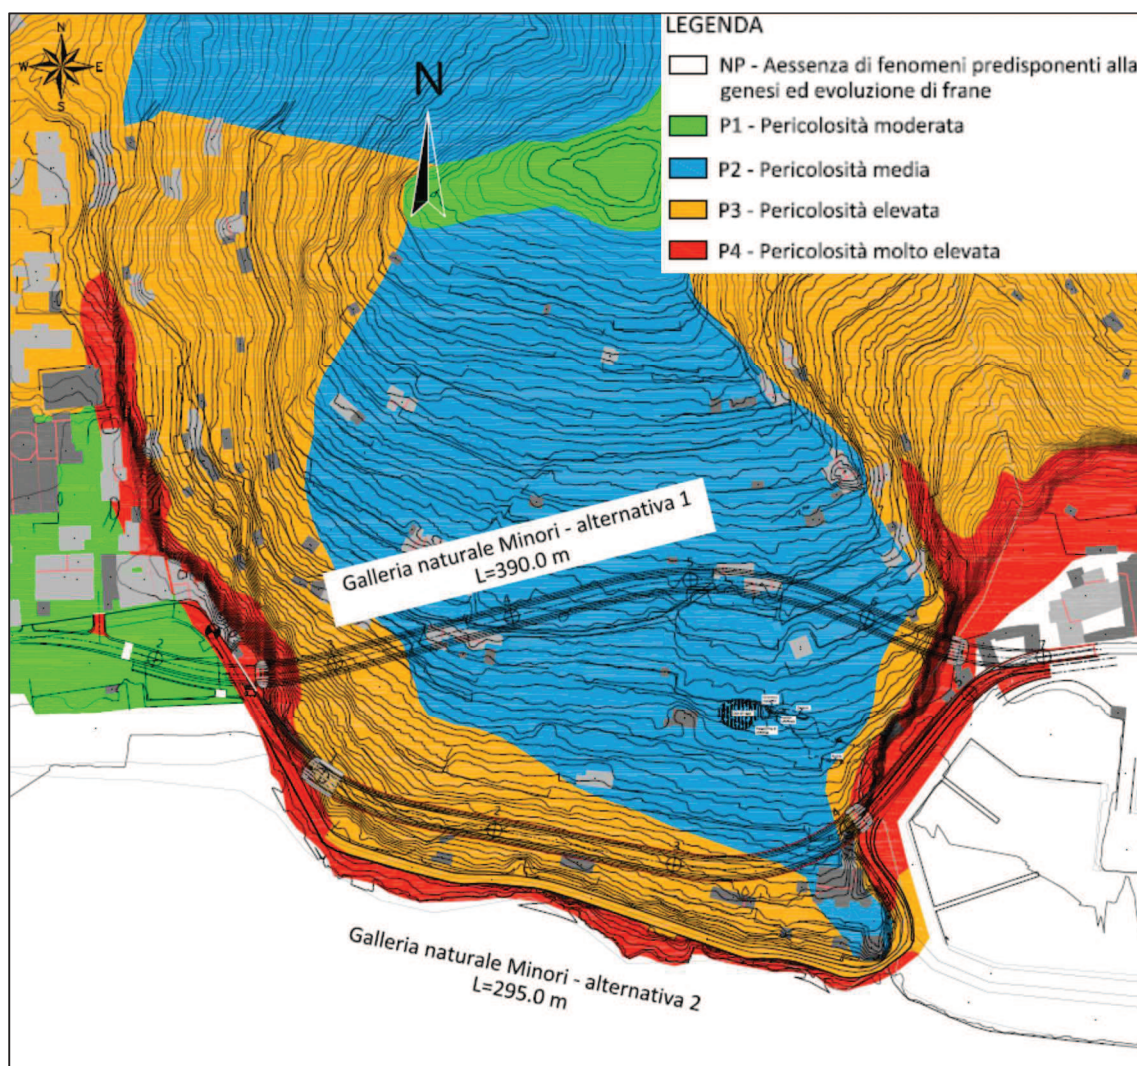 LEGENDA
NP - Aessenza di fenomeni predisponenti alla
genesi ed evoluzione di frane
P1 - Pericolosità moderata
P2 - Pericolosità media
P3 - Pericolosità elevata
P4 - Pericolosità molto elevata
N
W E
S
N
Galleria naturale Minori - alternativa 1
L=390.0 m
Galleria naturale Minori - alternativa 2
L=295.0 m